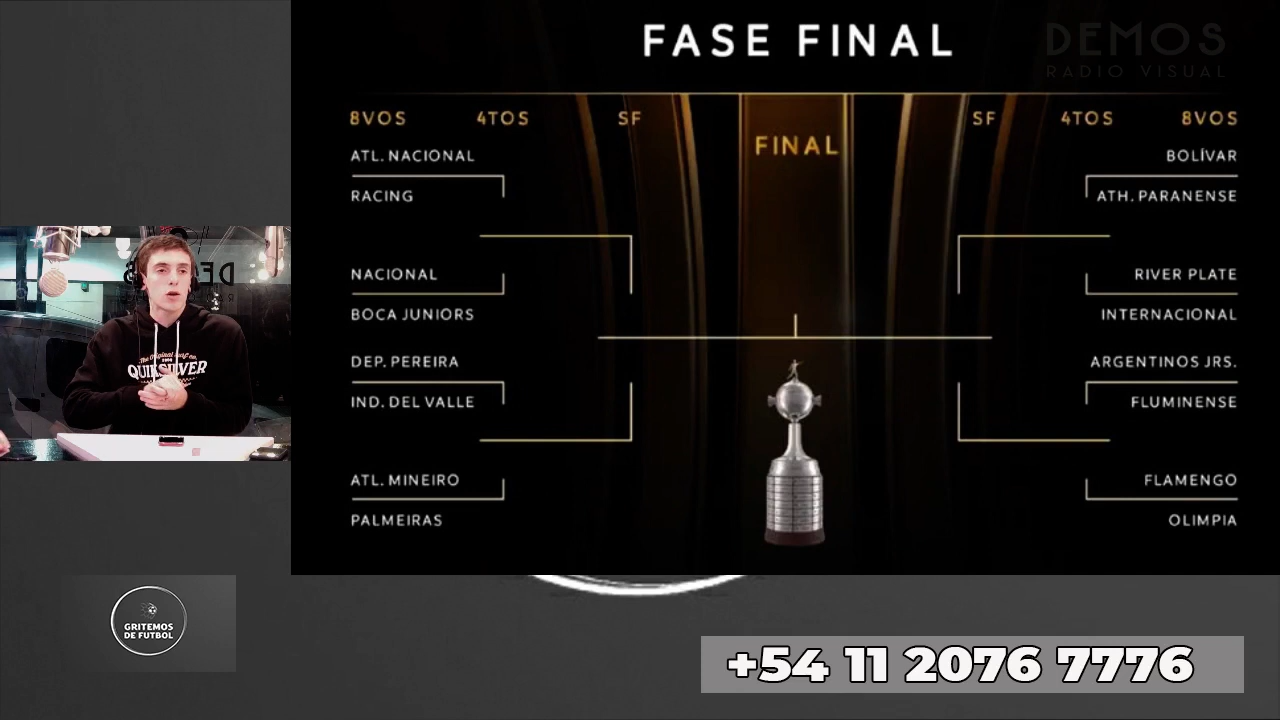 FASE FINAL
DEMOS
RADIO VISUAL
8VOS 4TOS SF FINAL SF 4TOS 8VOS
ATL. NACIONAL
RACING
NACIONAL
BOCA JUNIORS
DEP. PEREIRA
IND. DEL VALLE
ATL. MINEIRO
PALMEIRAS
BOLÍVAR
ATH. PARANENSE
RIVER PLATE
INTERNACIONAL
ARGENTINOS JRS.
FLUMINENSE
FLAMENGO
OLIMPIA
QUIKSILVER
GRITEMOS
DE FUTBOL
+54 11 2076 7776